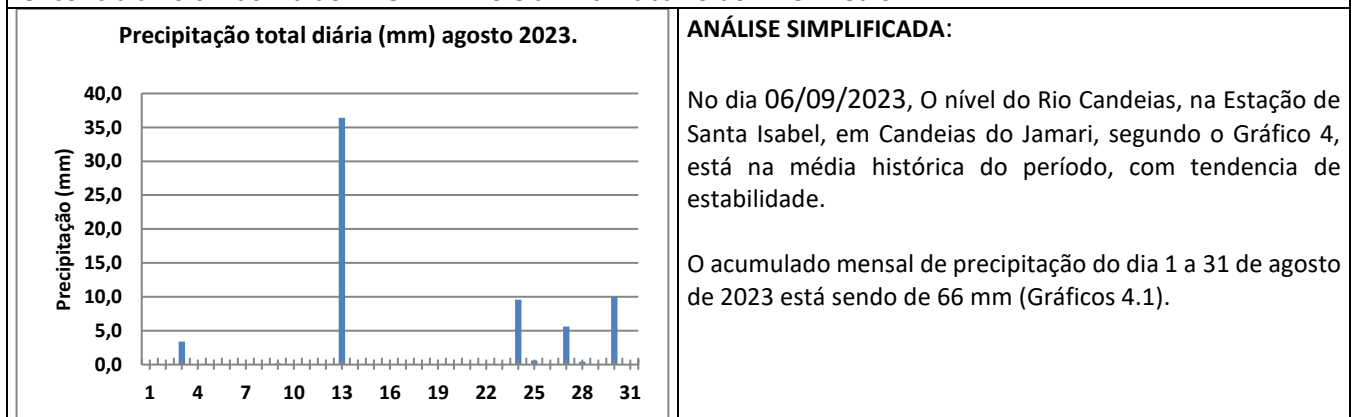 Precipitação total diária (mm) agosto 2023.
Precipitação (mm)
40,0
35,0
30,0
25,0
20,0
15,0
10,0
5,0
0,0
1 4 7 10 13 16 19 22 25 28 31
ANÁLISE SIMPLIFICADA:
No dia 06/09/2023, O nível do Rio Candeias, na Estação de
Santa Isabel, em Candeias do Jamari, segundo o Gráfico 4,
está na média histórica do período, com tendencia de
estabilidade.
O acumulado mensal de precipitação do dia 1 a 31 de agosto
de 2023 está sendo de 66 mm (Gráficos 4.1).